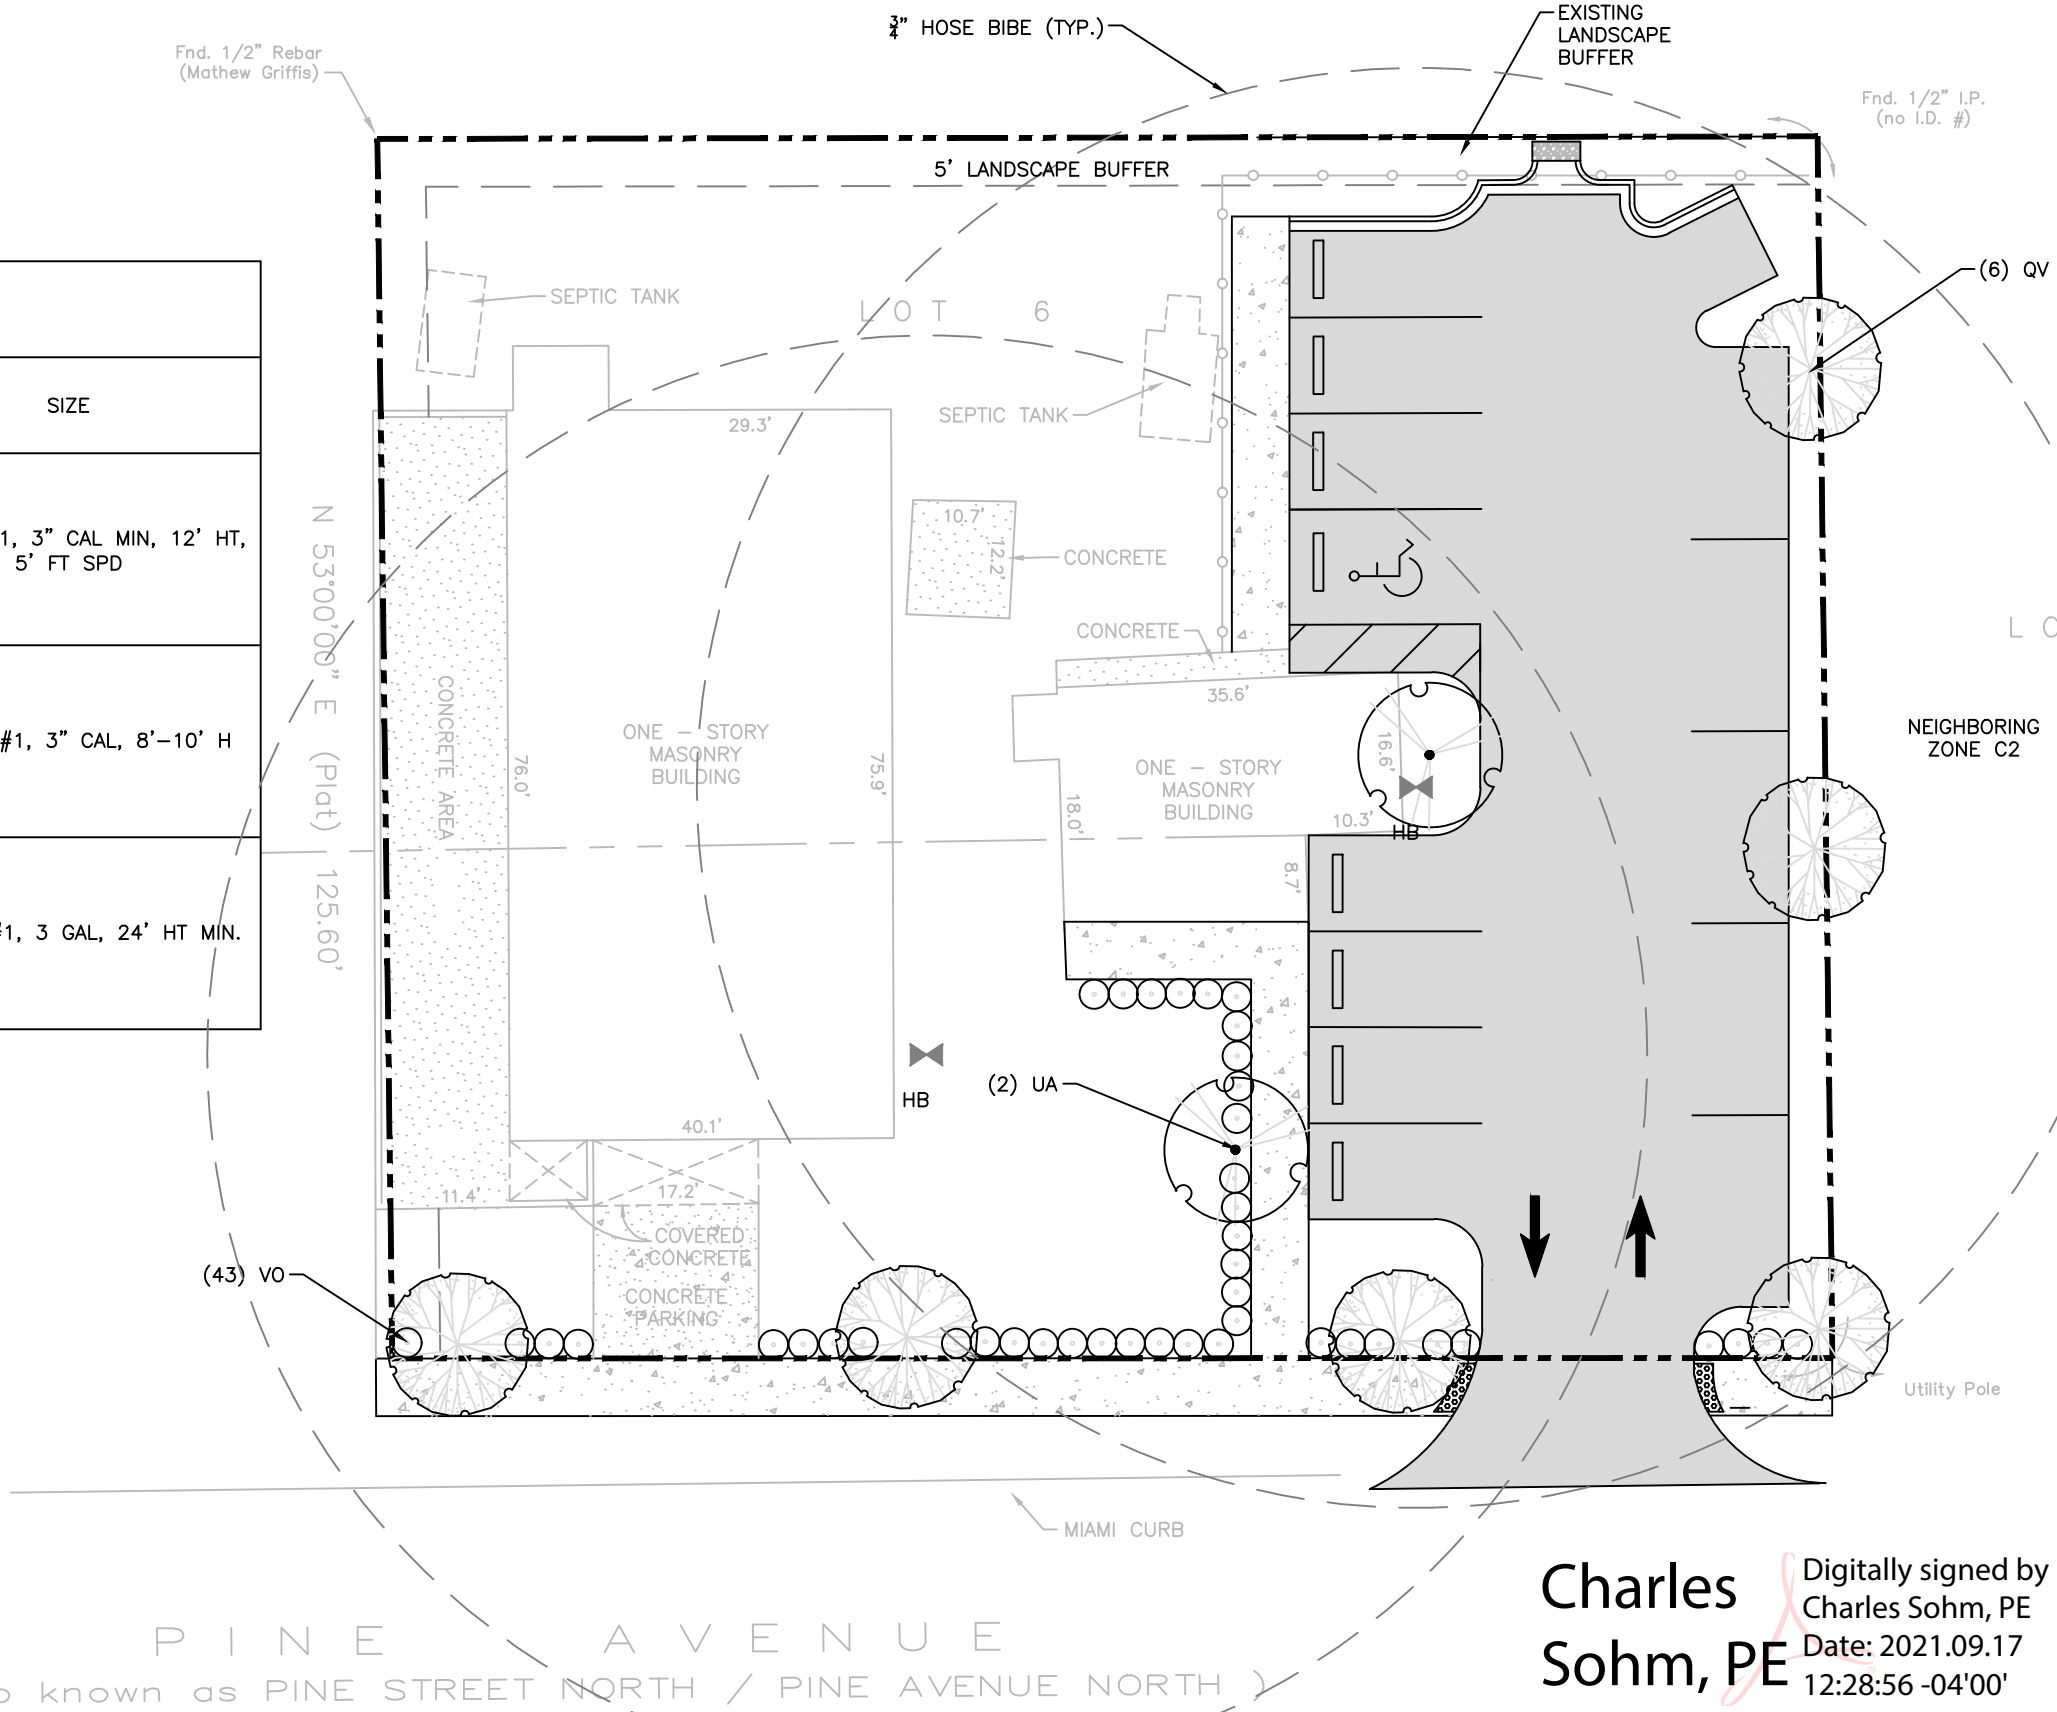 ¾" HOSE BIBE (TYP.)
EXISTING
LANDSCAPE
BUFFER
Fnd. 1/2" Rebar
(Mathew Griffis)
Fnd. 1/2" I.P.
(no I.D. #)
5' LANDSCAPE BUFFER
SEPTIC TANK
LOT 6
(6) QV
SIZE
SEPTIC TANK
29.3'
1, 3" CAL MIN, 12' HT,
5' FT SPD
N 53°00'00" E (Plat) 125.60'
10.7'
12.2'
CONCRETE
CONCRETE
35.6'
#1, 3" CAL, 8'-10' H
CONCRETE AREA
76.0'
ONE - STORY
MASONRY
BUILDING
75.9'
ONE - STORY
MASONRY
BUILDING
16.6'
18.0'
10.3'
HB
8.7'
NEIGHBORING
ZONE C2
LO
#1, 3 GAL, 24' HT MIN.
HB
(2) UA
40.1'
11.4'
17.2'
COVERED
CONCRETE
CONCRETE
PARKING
(43) VO
Utility Pole
MIAMI CURB
PINE AVENUE
o known as PINE STREET NORTH / PINE AVENUE NORTH )
Charles
Sohm, PE
Digitally signed by
Charles Sohm, PE
Date: 2021.09.17
12:28:56 -04'00'